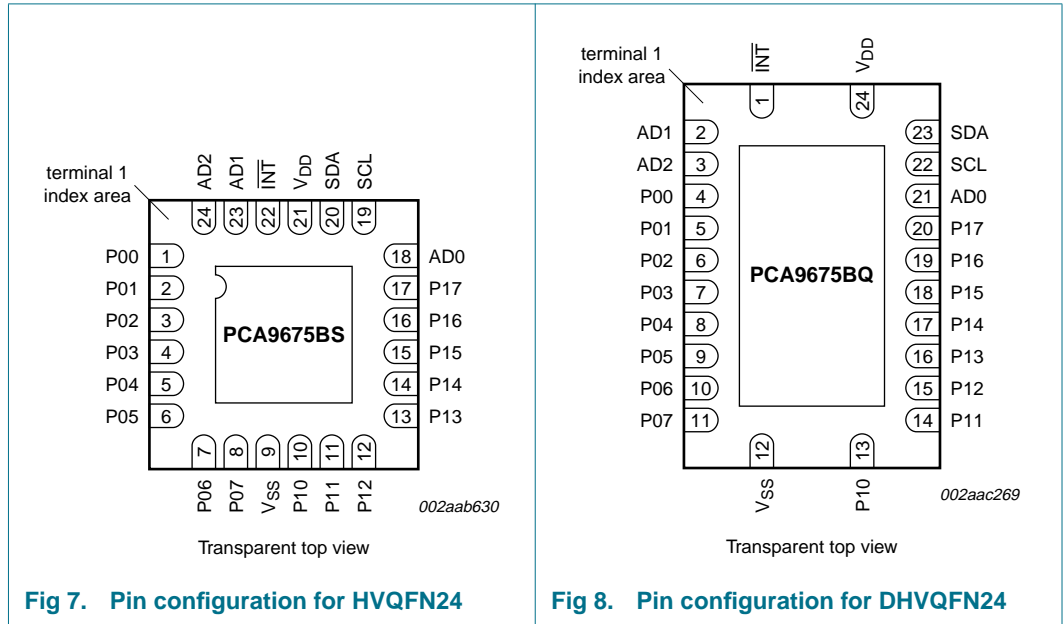 terminal 1
index area
AD2
AD1
INT
VDD
SDA
SCL
24
23
22
21
20
19
P00 1
P01 2
P02 3
P03 4
P04 5
P05 6
18 AD0
17 P17
16 P16
15 P15
14 P14
13 P13
PCA9675BS
7
8
9
10
11
12
P06
P07
VSS
P10
P11
P12
002aab630
Transparent top view
Fig 7. Pin configuration for HVQFN24
terminal 1
index area
INT
VDD
1
24
AD1 2
AD2 3
P00 4
P01 5
P02 6
P03 7
P04 8
P05 9
P06 10
P07 11
23 SDA
22 SCL
21 AD0
20 P17
19 P16
18 P15
17 P14
16 P13
15 P12
14 P11
PCA9675BQ
12
13
VSS
P10
002aac269
Transparent top view
Fig 8. Pin configuration for DHVQFN24